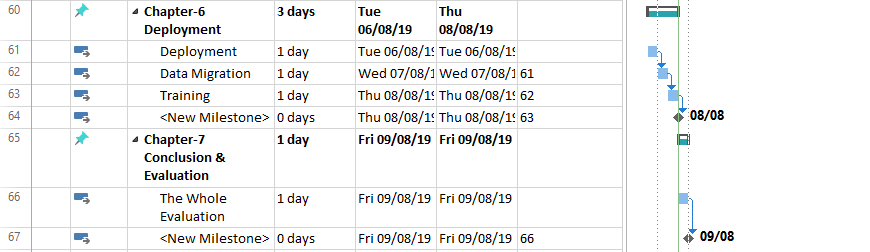 60 Chapter-6 Deployment 3 days Tue 06/08/19 Thu 08/08/19
61 Deployment 1 day Tue 06/08/19 Tue 06/08/19
62 Data Migration 1 day Wed 07/08/1 Wed 07/08/1 61
63 Training 1 day Thu 08/08/19 Thu 08/08/19 62
64 <New Milestone> 0 days Thu 08/08/19 Thu 08/08/19 63 08/08
65 Chapter-7 Conclusion & Evaluation 1 day Fri 09/08/19 Fri 09/08/19
66 The Whole Evaluation 1 day Fri 09/08/19 Fri 09/08/19
67 <New Milestone> 0 days Fri 09/08/19 Fri 09/08/19 66 09/08